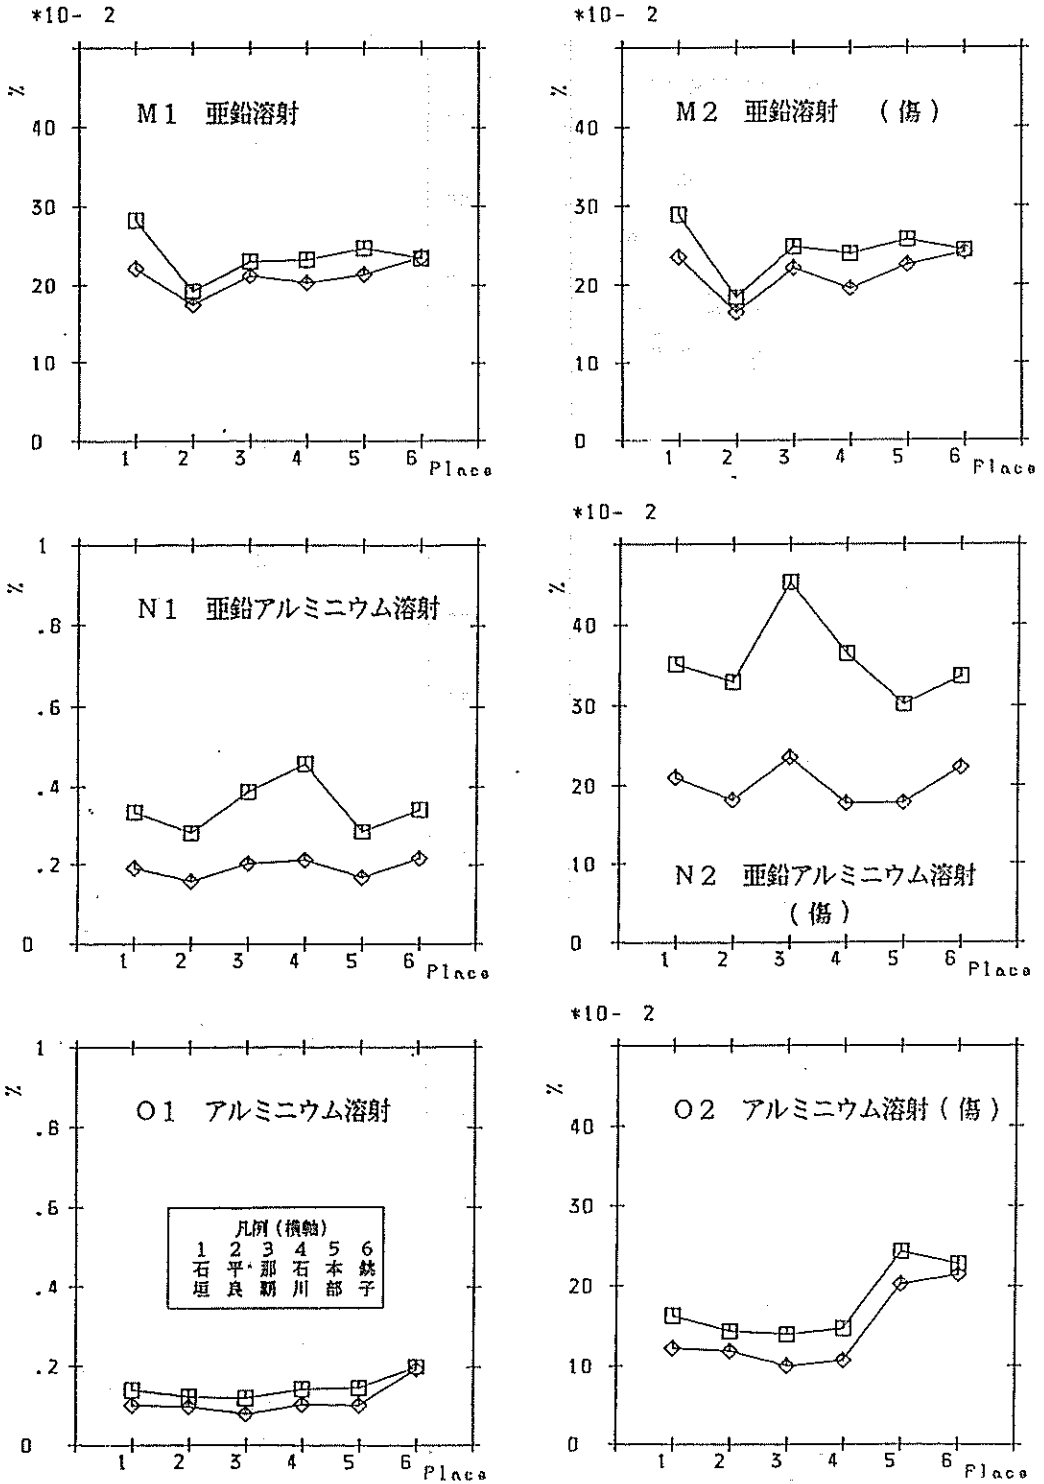 *10- 2
%
M1 亜鉛溶射
40
30
20
10
0
1 2 3 4 5 6 Place
*10- 2
%
M2 亜鉛溶射 (傷)
40
30
20
10
0
1 2 3 4 5 6 Place
1
%
N1 亜鉛アルミニウム溶射
.8
.6
.4
.2
0
1 2 3 4 5 6 Place
*10- 2
%
40
30
20
10
N2 亜鉛アルミニウム溶射
(傷)
0
1 2 3 4 5 6 Place
1
%
O1 アルミニウム溶射
.8
.6
凡例(横軸)
1 2 3 4 5 6
石 平 那 石 本 銚
垣 良 覇 川 部 子
.4
.2
0
1 2 3 4 5 6 Place
*10- 2
%
O2 アルミニウム溶射(傷)
40
30
20
10
0
1 2 3 4 5 6 Place